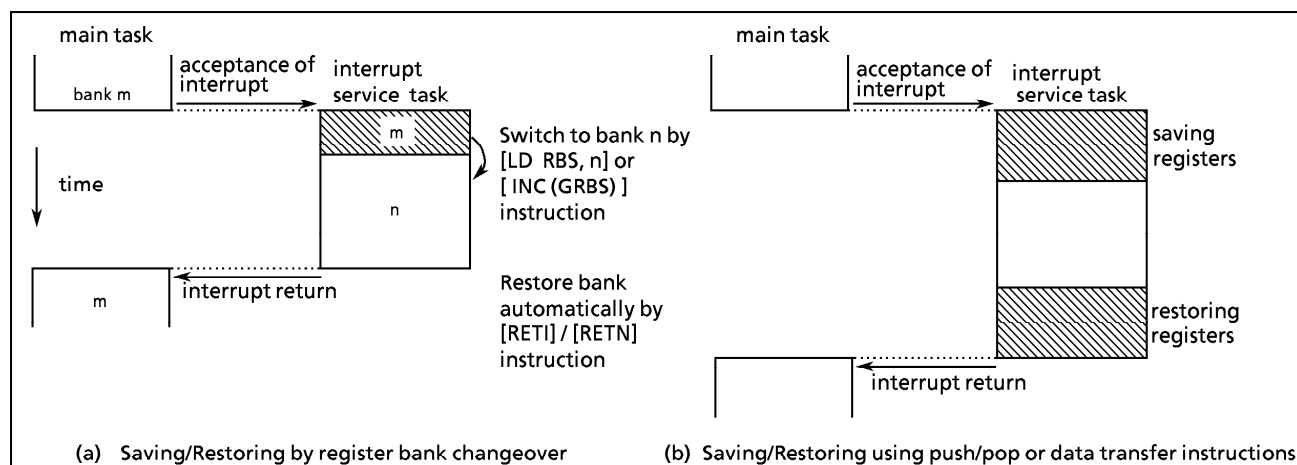 main task
acceptance of
interrupt
interrupt
service task
bank m
m
Switch to bank n by
[LD RBS, n] or
[ INC (GRBS) ]
instruction
time
n
interrupt return
m
Restore bank
automatically by
[RETI] / [RETN]
instruction
(a) Saving/Restoring by register bank changeover
main task
acceptance of
interrupt
interrupt
service task
saving
registers
restoring
registers
interrupt return
(b) Saving/Restoring using push/pop or data transfer instructions